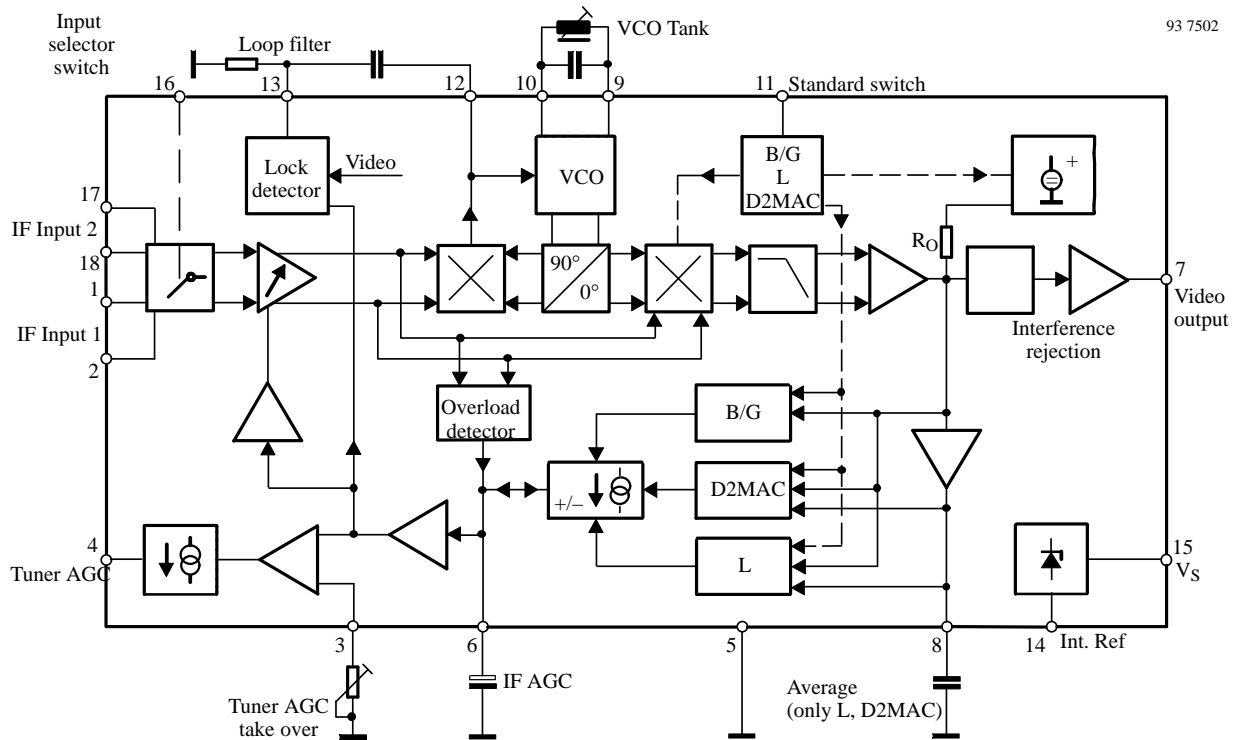 Input
selector
switch
Loop filter
VCO Tank
93 7502
16
13
12
10
9
11
Standard switch
Lock
detector
Video
VCO
B/G
L
D2MAC
+
17
IF Input 2
18
1
IF Input 1
2
90°
0°
RO
7
Video
output
Interference
rejection
Overload
detector
B/G
+/−
D2MAC
L
4
Tuner AGC
15
VS
3
6
5
8
14
Int. Ref
Tuner AGC
take over
IF AGC
Average
(only L, D2MAC)